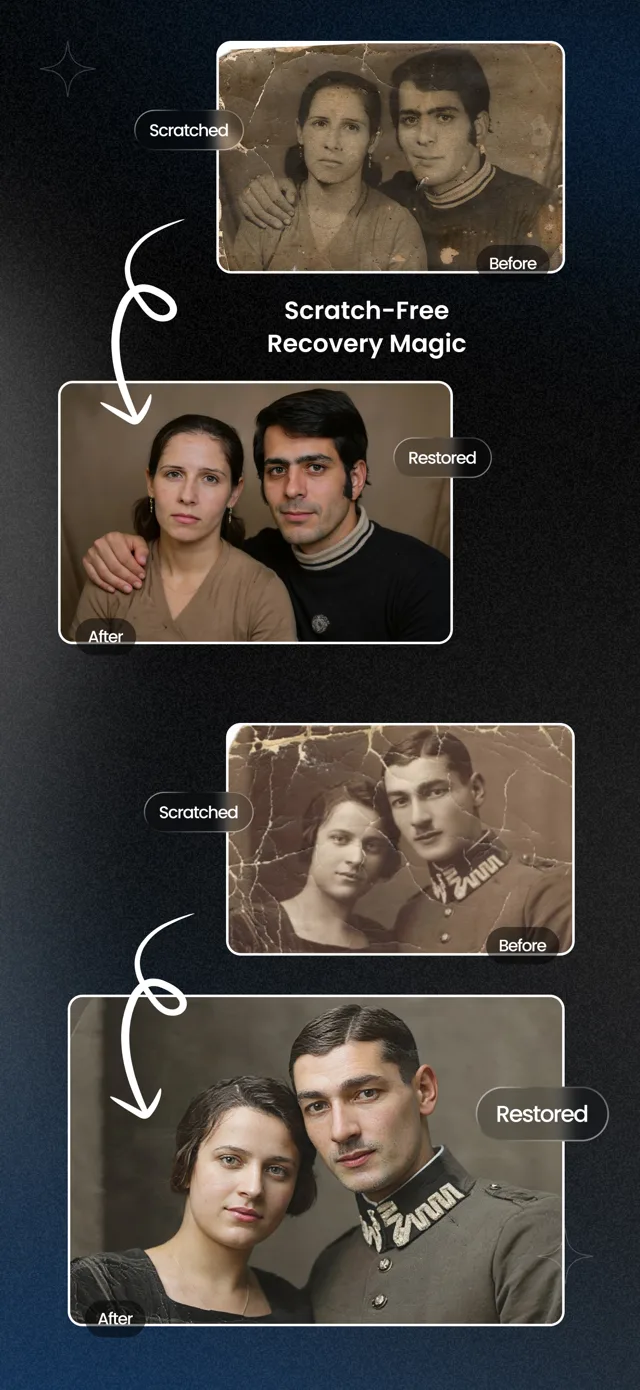 Scratched
Before
Scratch-Free
Recovery Magic
Restored
After
Scratched
Before
Restored
After